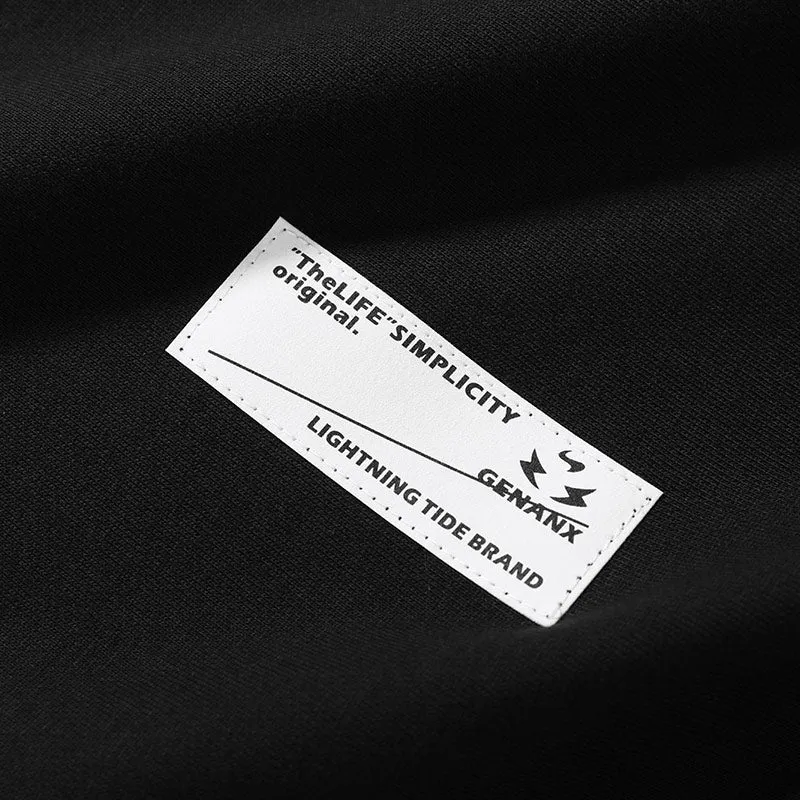 "TheLIFE"SIMPLICITY
original.
GENANX
LIGHTNING TIDE BRAND